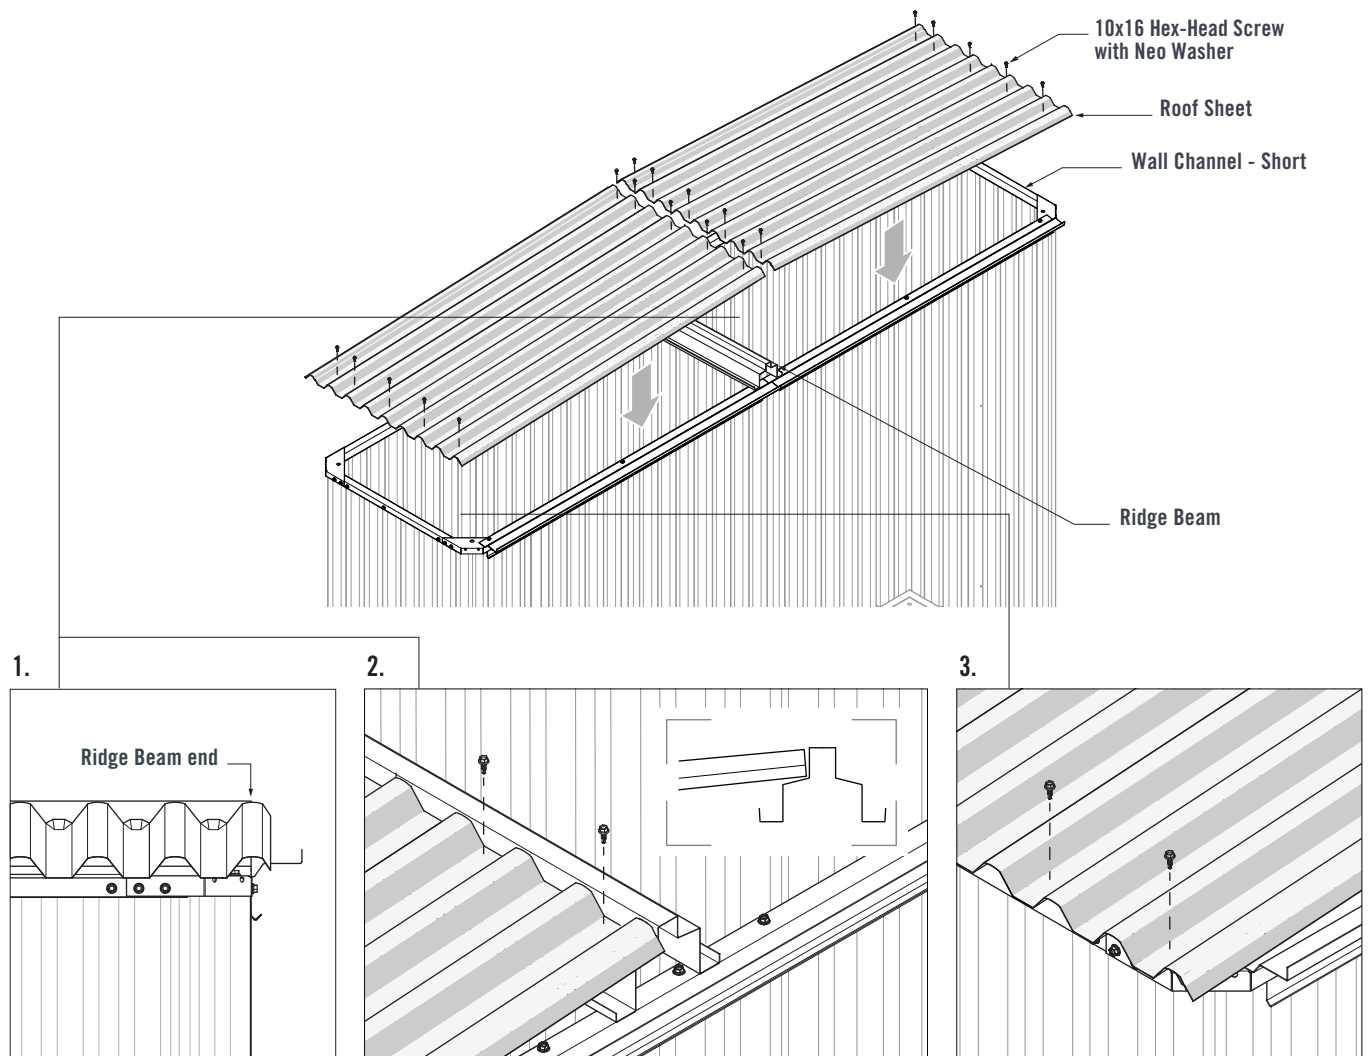 10x16 Hex-Head Screw
with Neo Washer
Roof Sheet
Wall Channel - Short
Ridge Beam
1.
2.
3.
Ridge Beam end